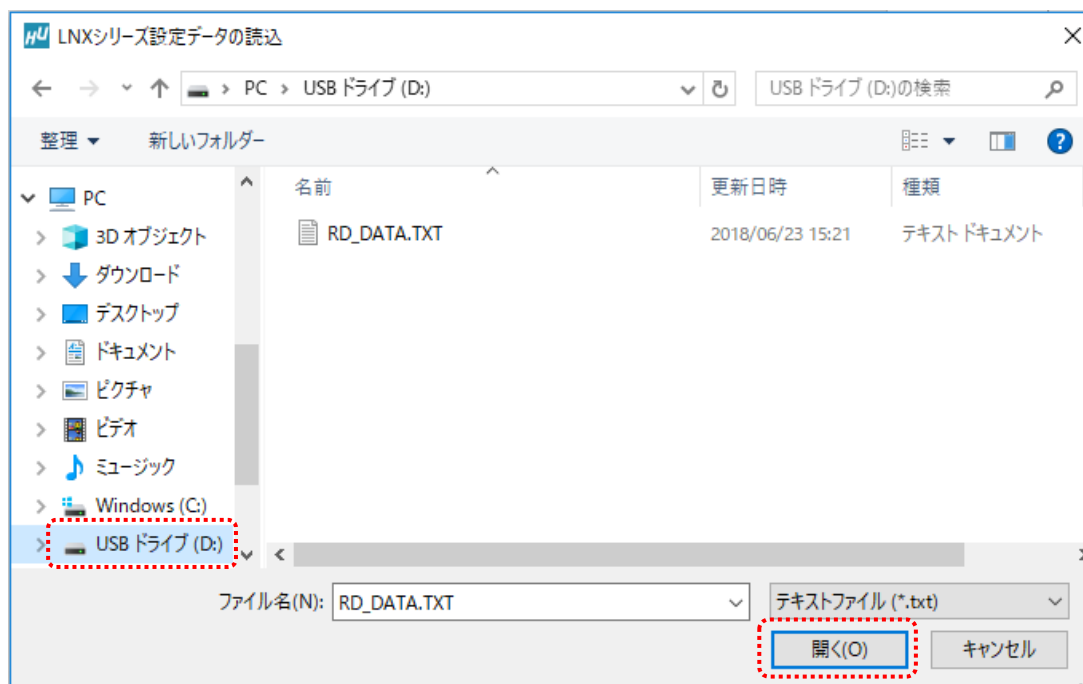 HU LNXシリーズ設定データの読込
PC > USB ドライブ (D:)
USB ドライブ (D:)の検索
整理
新しいフォルダー
?
PC
3D オブジェクト
ダウンロード
デスクトップ
ドキュメント
ピクチャ
ビデオ
ミュージック
Windows (C:)
USB ドライブ (D:)
名前 更新日時 種類
RD_DATA.TXT 2018/06/23 15:21 テキスト ドキュメント
ファイル名(N): RD_DATA.TXT テキストファイル (*.txt)
開く(O) キャンセル